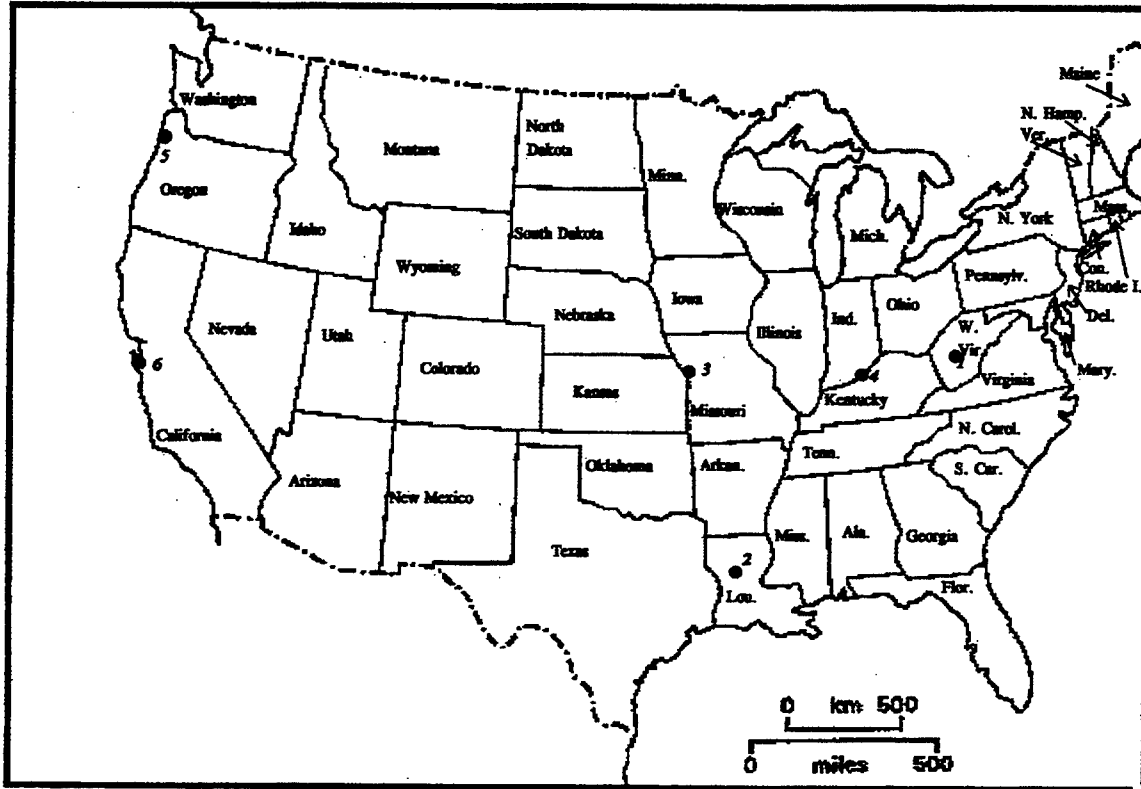 Maine
Washington
North
Dakota
N. Hamp.
Ver.
5
Montana
Minn.
Oregon
Wisconsin
Mass.
Idaho
South Dakota
N. York
Mich.
Wyoming
Con.
Pennsylv.
Rhode I.
Iowa
Ohio
Nebraska
Ind.
Del.
Nevada
Utah
Illinois
W.
Vir.
1
6
Colorado
3
4
Mary.
Kansas
Kentucky
Virginia
Missouri
California
N. Carol.
Tenn.
Oklahoma
Arkan.
S. Car.
Arizona
New Mexico
Texas
Miss.
Ala.
Georgia
2
Lou.
Flor.
0 km 500
0 miles 500